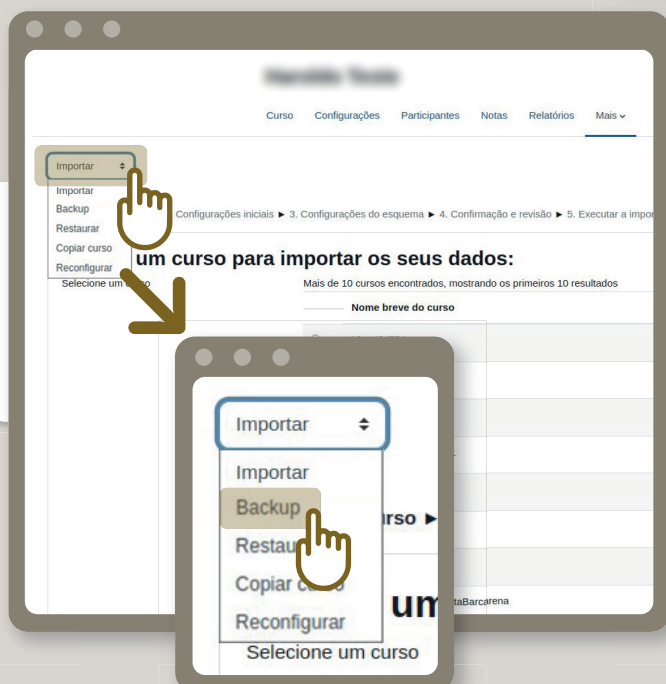 Curso Configurações Participantes Notas Relatórios Mais
Importar
Importar
Backup
Restaurar
Copiar curso
Reconfigurar
Configurações iniciais ► 3. Configurações do esquema ► 4. Confirmação e revisão ► 5. Executar a impor
um curso para importar os seus dados:
Selecione um
Mais de 10 cursos encontrados, mostrando os primeiros 10 resultados
Nome breve do curso
Importar
Importar
Backup
Restau
Copiar
Reconfigurar
rso ►
um
Selecione um curso
taBarcarena